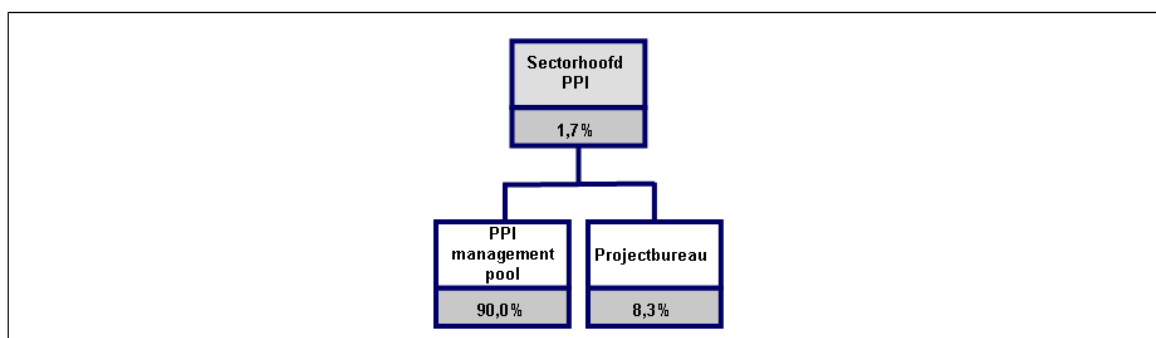 Sectorhoofd
PPI
1,7%
PPI
management
pool
90,0%
Projectbureau
8,3%